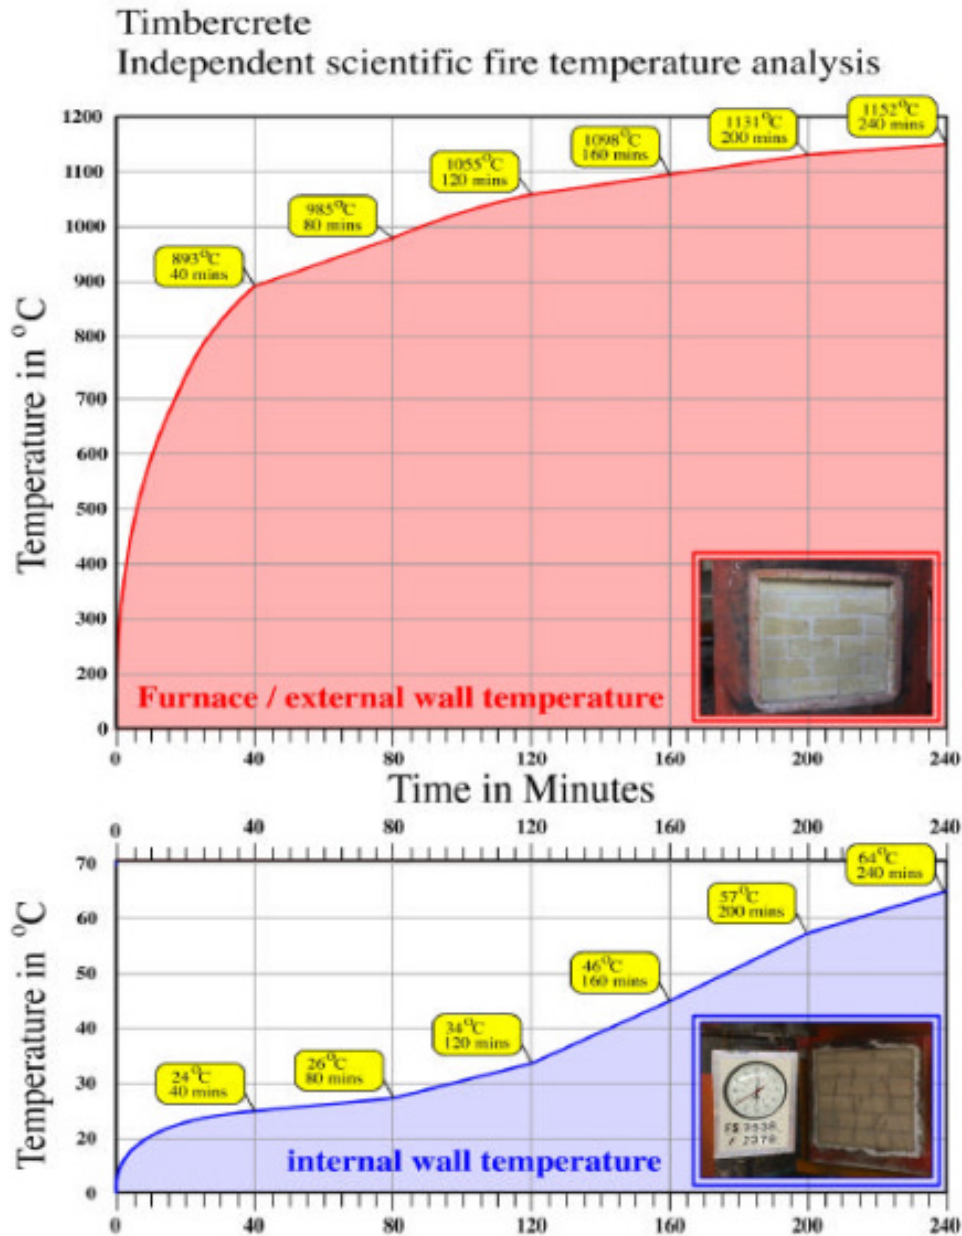 Timbercrete
Independent scientific fire temperature analysis
1200
1100
1000
900
800
700
600
500
400
300
200
0
Temperature in °C
893°C
40 mins
985°C
80 mins
1055°C
120 mins
1098°C
160 mins
1131°C
200 mins
1152°C
240 mins
Furnace / external wall temperature
0 40 80 120 160 200 240
Time in Minutes
0 40 80 120 160 200 240
70
60
50
40
30
20
0
Temperature in °C
24°C
40 mins
26°C
80 mins
34°C
120 mins
46°C
160 mins
57°C
200 mins
64°C
240 mins
internal wall temperature
0 40 80 120 160 200 240